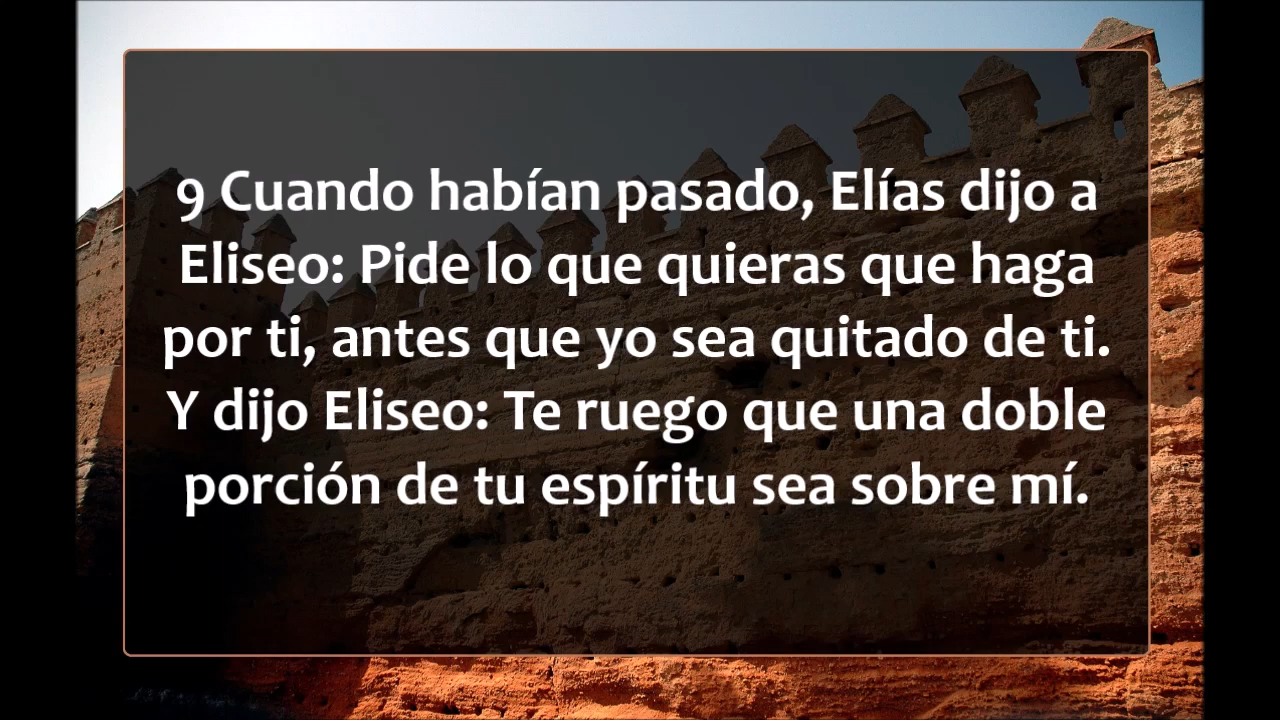 9 Cuando habían pasado, Elías dijo a
Eliseo: Pide lo que quieras que haga
por ti, antes que yo sea quitado de ti.
Y dijo Eliseo: Te ruego que una doble
porción de tu espíritu sea sobre mí.